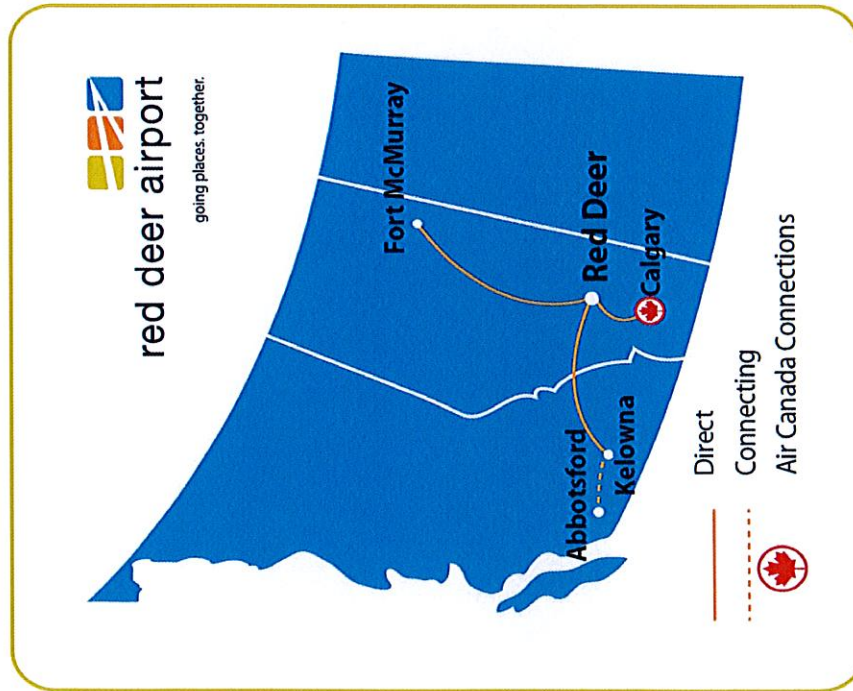 red deer airport
going places. together.
Fort McMurray
Red Deer
Calgary
Abbotsford
Kelowna
Direct
Connecting
Air Canada Connections